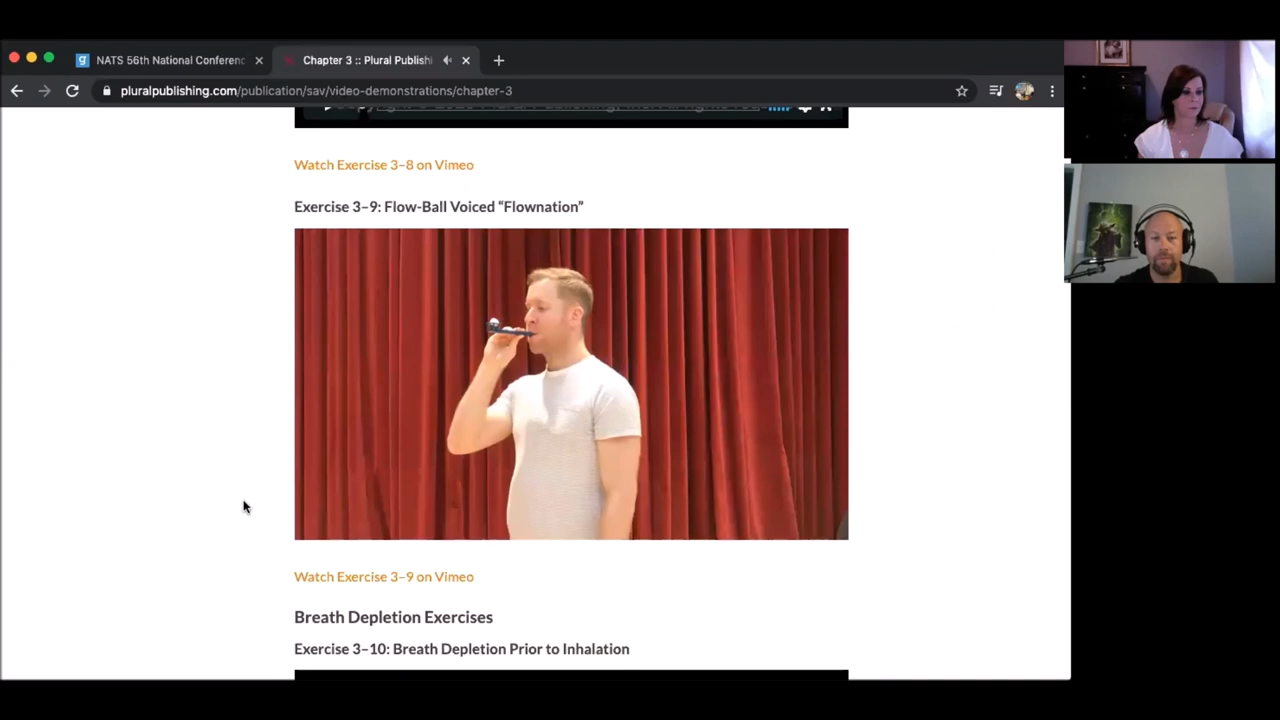 NATS 56th National Conferenc
Chapter 3 :: Plural Publishi
pluralpublishing.com/publication/sav/video-demonstrations/chapter-3
Watch Exercise 3–8 on Vimeo
Exercise 3–9: Flow-Ball Voiced “Flownation”
Watch Exercise 3–9 on Vimeo
Breath Depletion Exercises
Exercise 3–10: Breath Depletion Prior to Inhalation